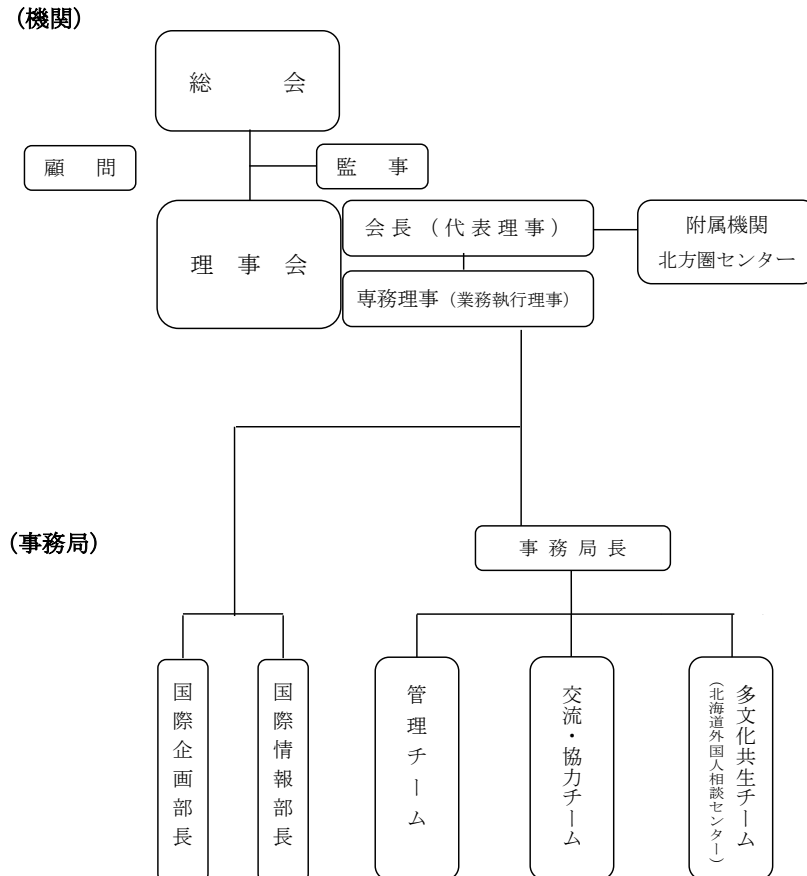 (機関)
総 会
顧 問
監 事
理 事 会
会 長 ( 代 表 理 事 )
附属機関
北方圏センター
専務理事 (業務執行理事)
(事務局)
事 務 局 長
国際企画部長
国際情報部長
管理チーム
交流・協力チーム
多文化共生チーム
(北海道外国人相談センター)